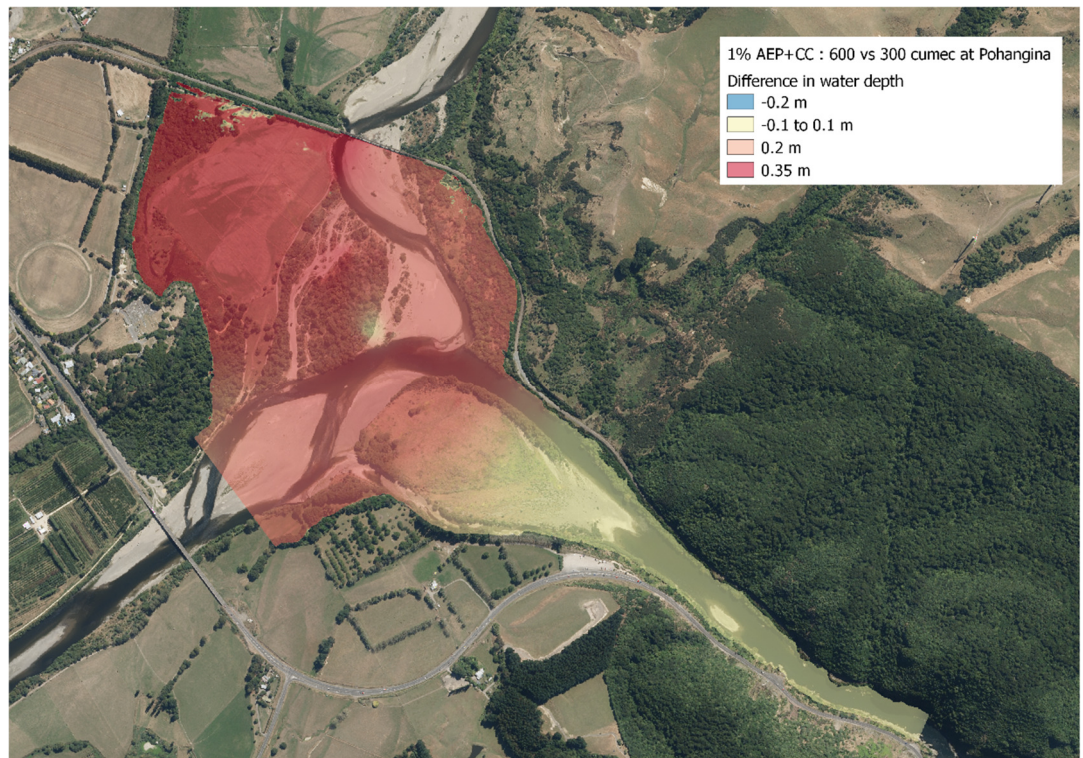 1% AEP+CC : 600 vs 300 cumec at Pohangina
Difference in water depth
-0.2 m
-0.1 to 0.1 m
0.2 m
0.35 m